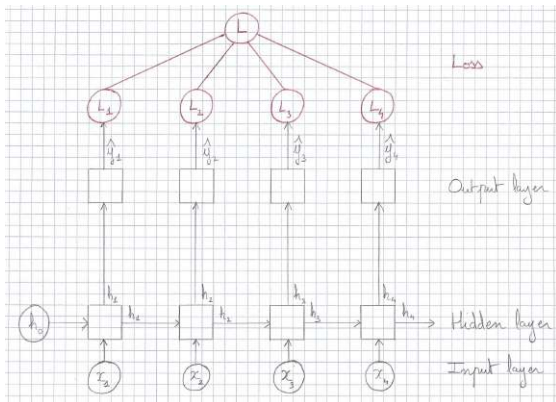 L
Loss
L1 L2 L3 L4
ŷ1 ŷ2 ŷ3 ŷ4
Output layer
h1 h2 h3 h4
h0 h1 h2 h3 h4 Hidden layer
x1 x2 x3 x4 Input layer